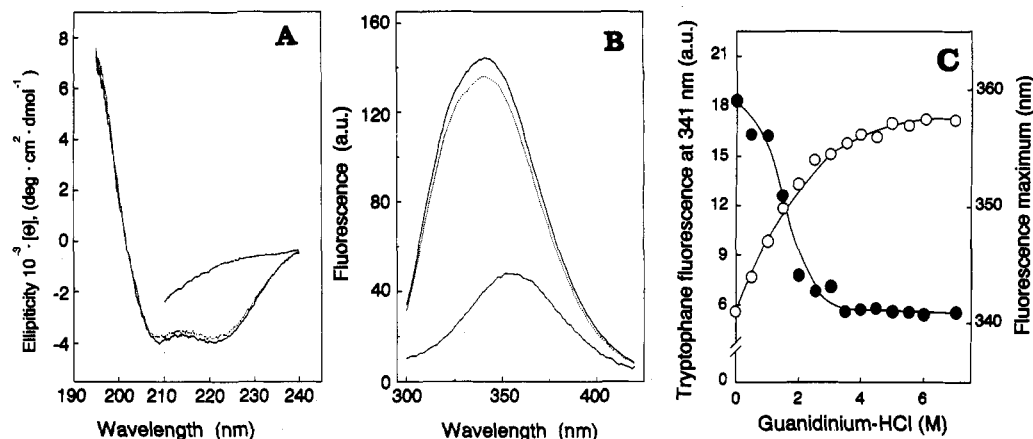 A
8
6
4
2
0
-2
-4
190 200 210 220 230 240
Wavelength (nm)
Ellipiticity 10⁻³ · [Θ], (deg · cm² · dmol⁻¹)
B
160
120
80
40
0
300 350 400
Wavelength (nm)
Fluorescence (a.u.)
C
21
18
15
12
9
6
0
0 2 4 6 8
Guanidinium-HCl (M)
Tryptophane fluorescence at 341 nm (a.u.)
360
350
340
Fluorescence maximum (nm)